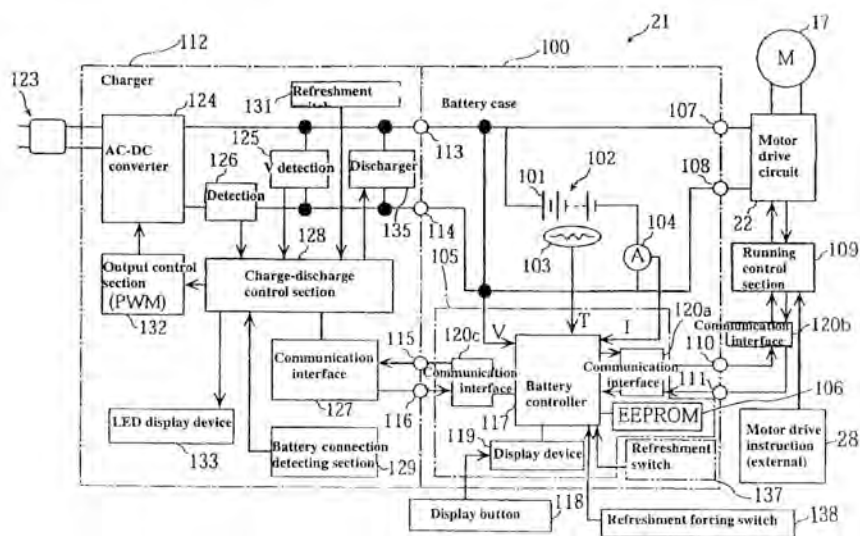 112
100
21
17
M
123
Charger
124
131
Refreshment
Battery case
107
AC-DC
converter
125
V detection
113
Discharger
126
Detection
135
114
128
Charge-discharge
control section
Output control
section
(PWM)
132
101
102
103
104
A
105
108
Motor
drive
circuit
22
Running
control
section
109
Communication
interface
127
115
116
120c
Communication
interface
V
T
I
120a
Communication
interface
110
111
Communication
interface
120b
Battery
controller
117
EEPROM
106
LED display device
133
Battery connection
detecting section
129
119
Display device
Refreshment
switch
137
Motor drive
instruction
(external)
28
Display button
118
Refreshment forcing switch
138